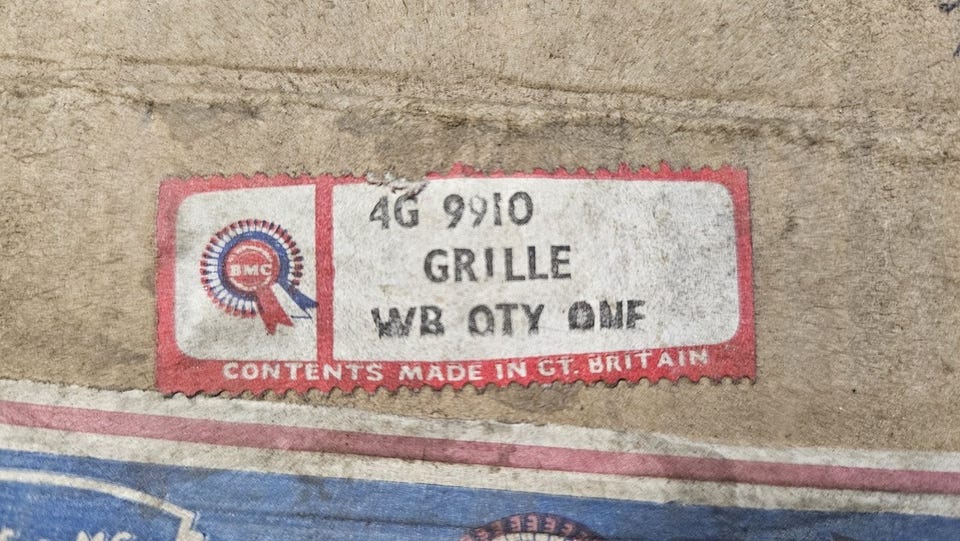 4G 9910
GRILLE
WB QTY ONE
BMC
CONTENTS MADE IN GT. BRITAIN